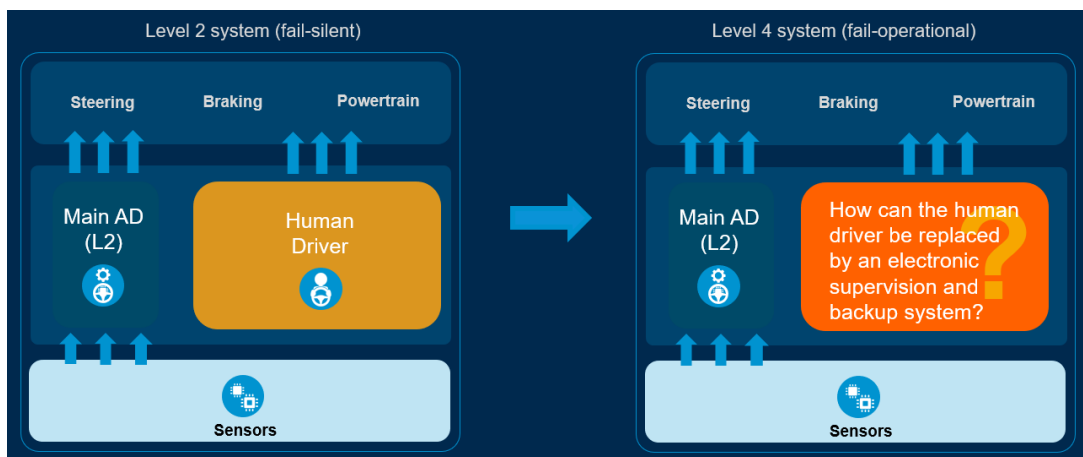 Level 2 system (fail-silent)
Steering Braking Powertrain
Main AD
(L2)
Human
Driver
Sensors
Level 4 system (fail-operational)
Steering Braking Powertrain
Main AD
(L2)
How can the human
driver be replaced
by an electronic
supervision and
backup system?
?
Sensors